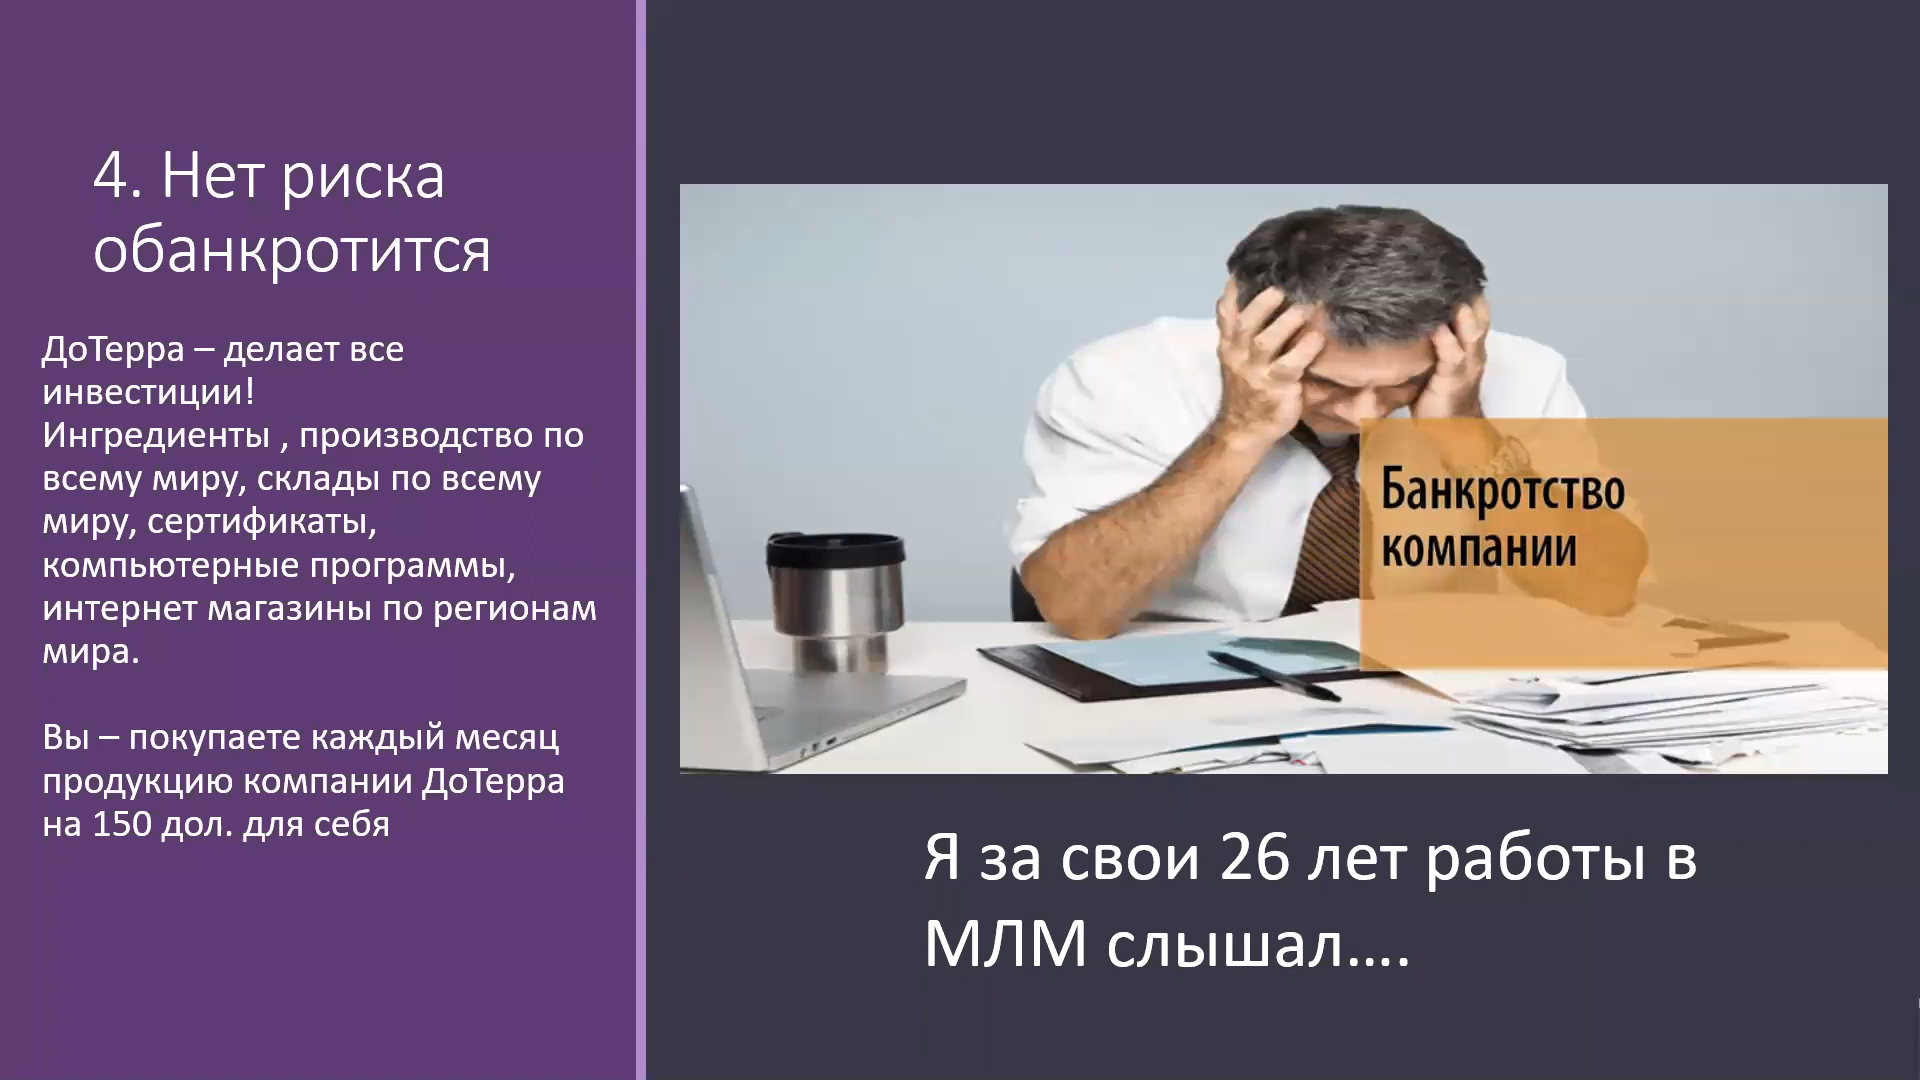 4. Нет риска
обанкротится
ДоТерра – делает все
инвестиции!
Ингредиенты , производство по
всему миру, склады по всему
миру, сертификаты,
компьютерные программы,
интернет магазины по регионам
мира.
Вы – покупаете каждый месяц
продукцию компании ДоТерра
на 150 дол. для себя
Банкротство
компании
Я за свои 26 лет работы в
МЛМ слышал….